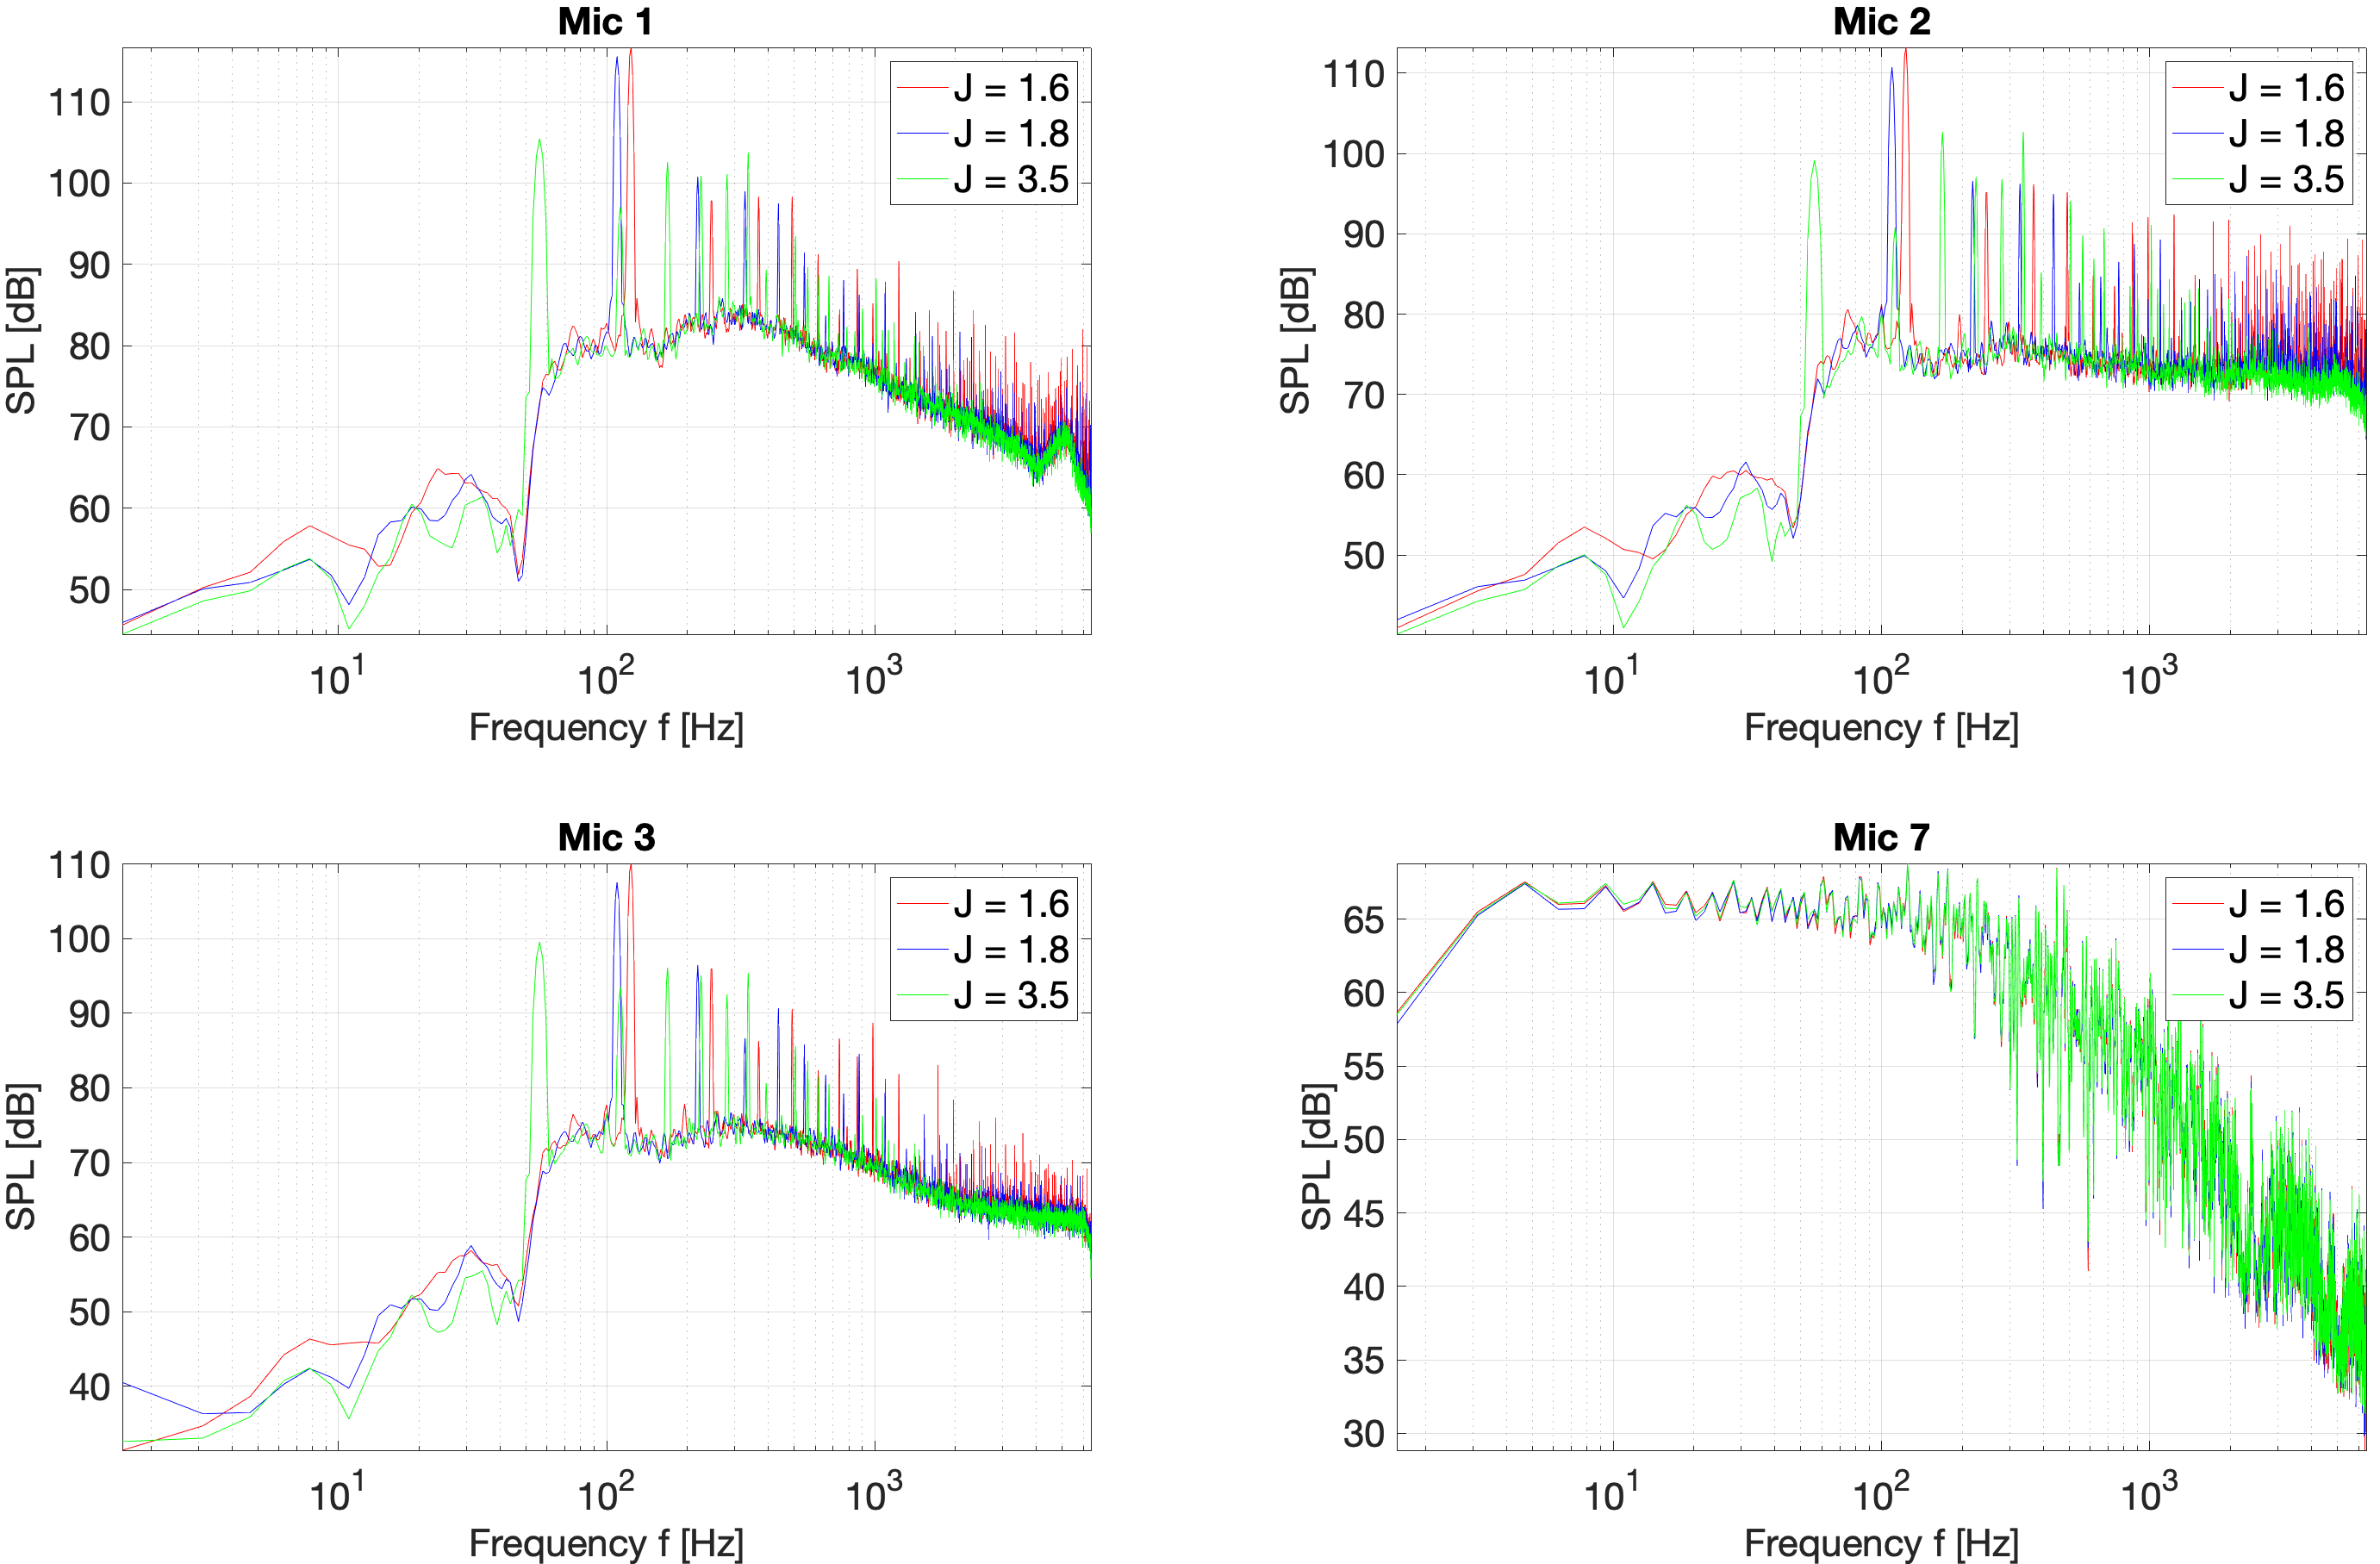 Mic 1
SPL [dB]
110
100
90
80
70
60
50
10^1
10^2
10^3
Frequency f [Hz]
J = 1.6
J = 1.8
J = 3.5
Mic 2
SPL [dB]
110
100
90
80
70
60
50
10^1
10^2
10^3
Frequency f [Hz]
J = 1.6
J = 1.8
J = 3.5
Mic 3
SPL [dB]
110
100
90
80
70
60
50
40
10^1
10^2
10^3
Frequency f [Hz]
J = 1.6
J = 1.8
J = 3.5
Mic 7
SPL [dB]
65
60
55
50
45
40
35
30
10^1
10^2
10^3
Frequency f [Hz]
J = 1.6
J = 1.8
J = 3.5